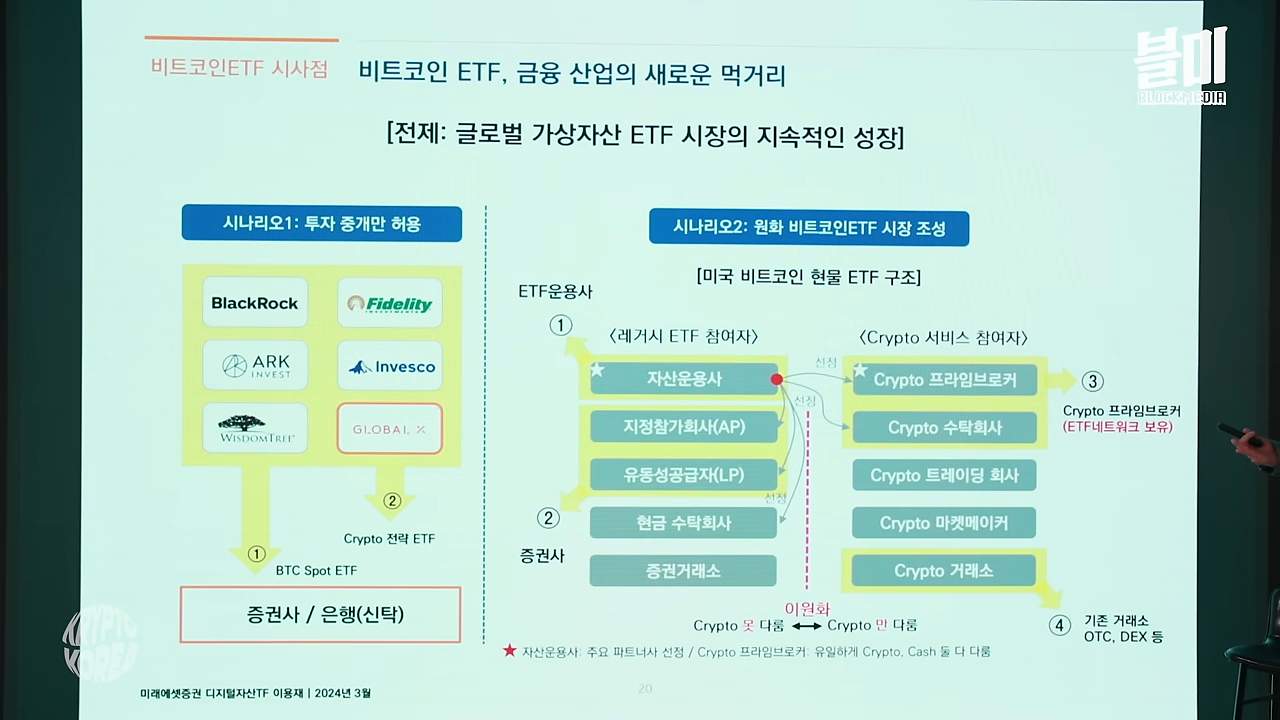 비트코인ETF 시사점
비트코인 ETF, 금융 산업의 새로운 먹거리
블미
BLOCKMEDIA
[전제: 글로벌 가상자산 ETF 시장의 지속적인 성장]
시나리오1: 투자 중개만 허용
BlackRock
Fidelity
INVESTMENTS
ARK
INVEST
Invesco
WISDOMTREE
GLOBAL X
①
②
Crypto 전략 ETF
BTC Spot ETF
증권사 / 은행(신탁)
시나리오2: 원화 비트코인ETF 시장 조성
[미국 비트코인 현물 ETF 구조]
ETF운용사
①
〈레거시 ETF 참여자〉
〈Crypto 서비스 참여자〉
자산운용사
선정
Crypto 프라임브로커
③
선정
Crypto 프라임브로커
(ETF네트워크 보유)
지정참가회사(AP)
Crypto 수탁회사
유동성공급자(LP)
Crypto 트레이딩 회사
선정
②
현금 수탁회사
Crypto 마켓메이커
증권사
증권거래소
Crypto 거래소
이원화
Crypto 못 다룸 ↔ Crypto 만 다룸
④
기존 거래소
OTC, DEX 등
★ 자산운용사: 주요 파트너사 선정 / Crypto 프라임브로커: 유일하게 Crypto, Cash 둘 다 다룸
KRYPTO
KOREA
미래에셋증권 디지털자산TF 이용재 | 2024년 3월
20